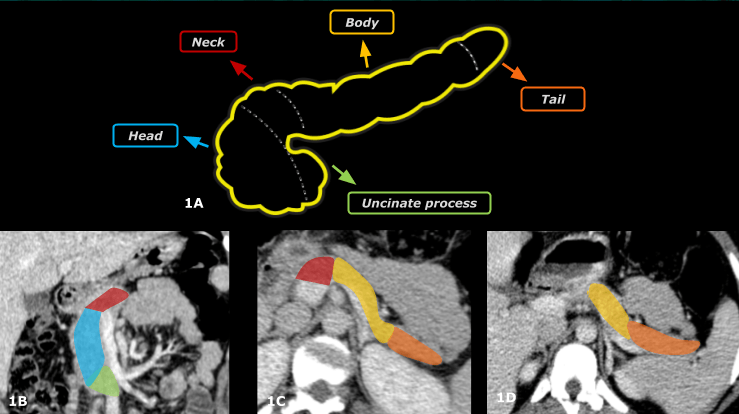 Body
Neck
Tail
Head
Uncinate process
1A
1B
1C
1D